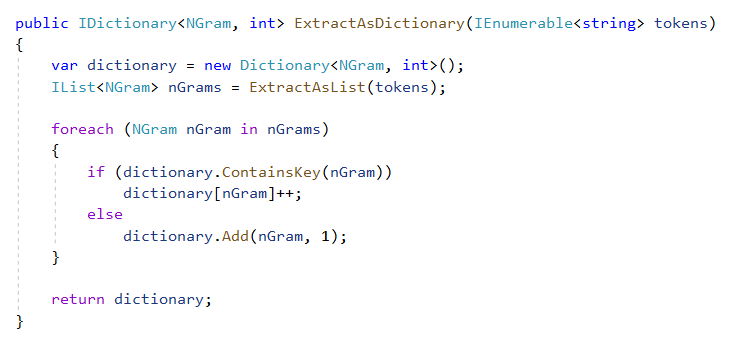 public IDictionary<NGram, int> ExtractAsDictionary(IEnumerable<string> tokens)
{
    var dictionary = new Dictionary<NGram, int>();
    IList<NGram> nGrams = ExtractAsList(tokens);

    foreach (NGram nGram in nGrams)
    {
        if (dictionary.ContainsKey(nGram))
            dictionary[nGram]++;
        else
            dictionary.Add(nGram, 1);
    }

    return dictionary;
}